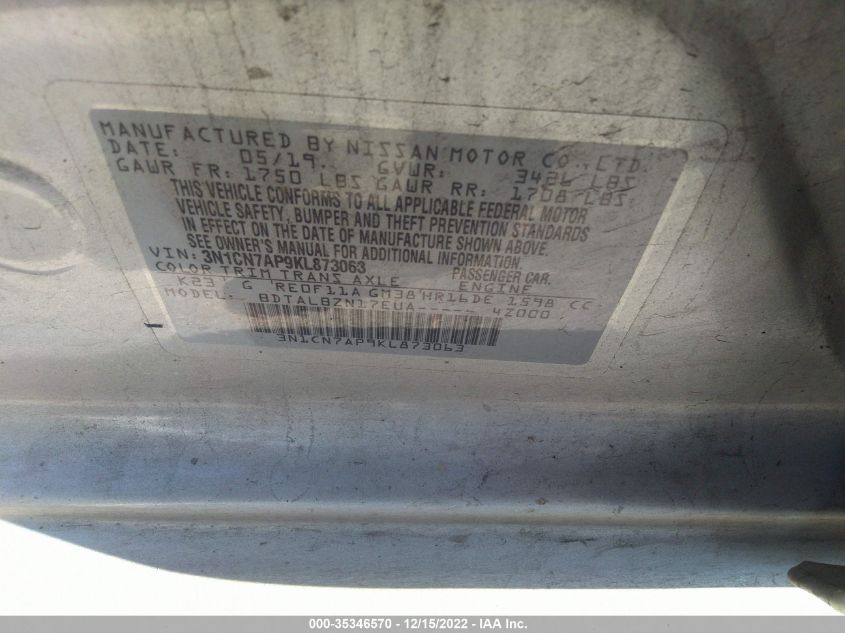 MANUFACTURED BY NISSAN MOTOR CO., LTD.
DATE: 05/19 GVWR: 3426 LBS
GAWR FR: 1750 LBS GAWR RR: 1708 LBS
THIS VEHICLE CONFORMS TO ALL APPLICABLE FEDERAL MOTOR
VEHICLE SAFETY, BUMPER AND THEFT PREVENTION STANDARDS
IN EFFECT ON THE DATE OF MANUFACTURE SHOWN ABOVE.
SEE OWNER'S MANUAL FOR ADDITIONAL INFORMATION.
VIN: 3N1CN7AP9KL873063 PASSENGER CAR.
COLOR TRIM TRANS AXLE ENGINE
K23 G RE0F11A GM38 HR16DE 1598 CC
MODEL: BDTALBZN17EUA----- 4Z000
3N1CN7AP9KL873063
000-35346570 - 12/15/2022 - IAA Inc.